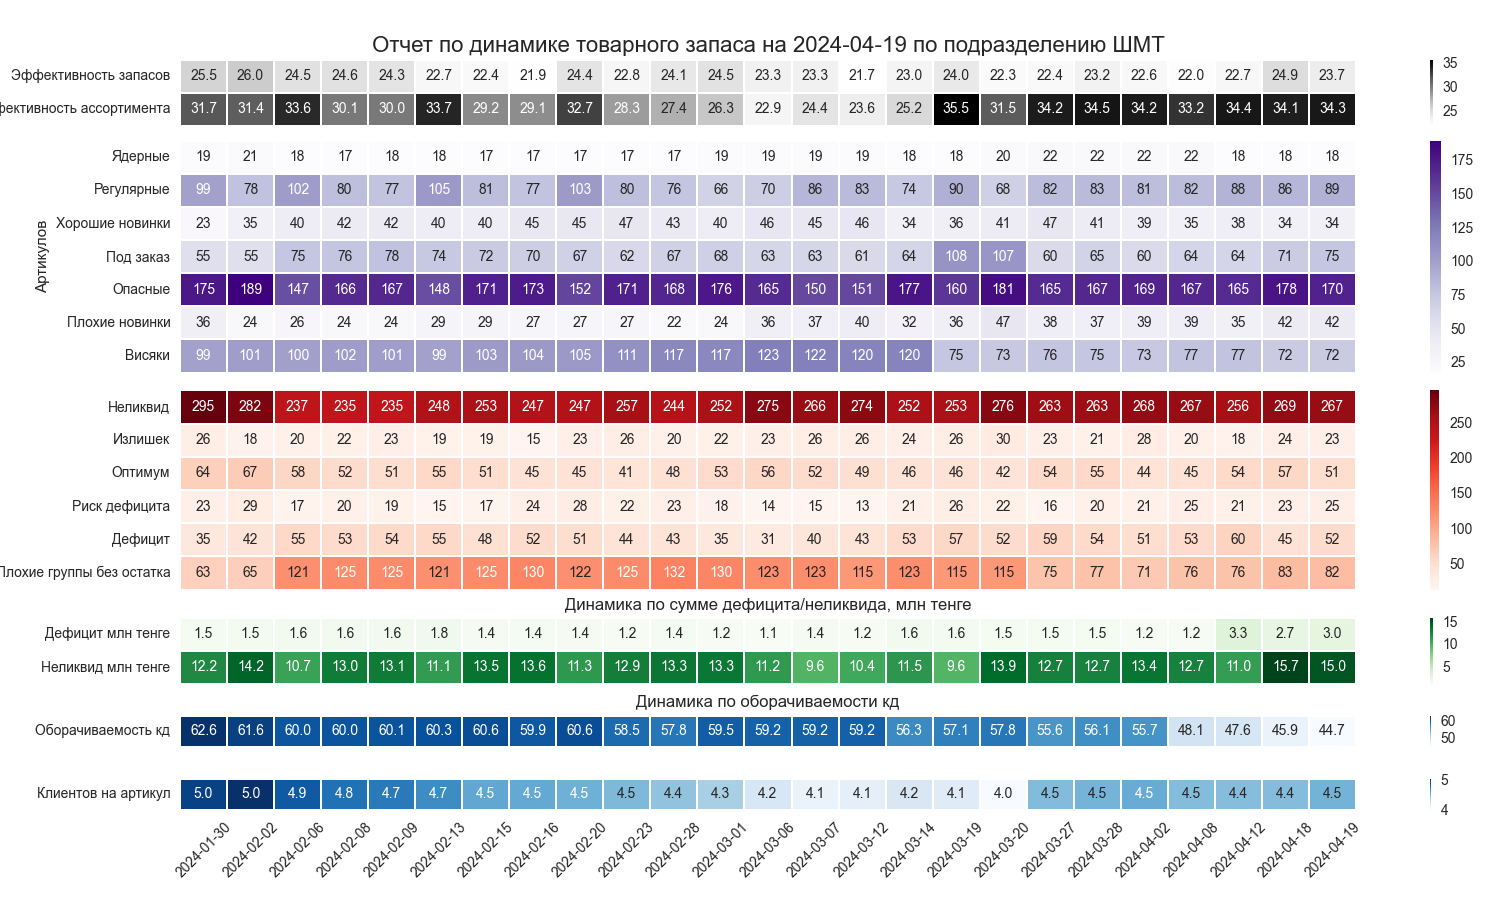 Отчет по динамике товарного запаса на 2024-04-19 по подразделению ШМТ
Эффективность запасов 25.5 26.0 24.5 24.6 24.3 22.7 22.4 21.9 24.4 22.8 24.1 24.5 23.3 23.3 21.7 23.0 24.0 22.3 22.4 23.2 22.6 22.0 22.7 24.9 23.7
фективность ассортимента 31.7 31.4 33.6 30.1 30.0 33.7 29.2 29.1 32.7 28.3 27.4 26.3 22.9 24.4 23.6 25.2 35.5 31.5 34.2 34.5 34.2 33.2 34.4 34.1 34.3
35
30
25
Артикулов
Ядерные 19 21 18 17 18 18 17 17 17 17 17 19 19 19 19 18 18 20 22 22 22 22 18 18 18
Регулярные 99 78 102 80 77 105 81 77 103 80 76 66 70 86 83 74 90 68 82 83 81 82 88 86 89
Хорошие новинки 23 35 40 42 42 40 40 45 45 47 43 40 46 45 46 34 36 41 47 41 39 35 38 34 34
Под заказ 55 55 75 76 78 74 72 70 67 62 67 68 63 63 61 64 108 107 60 65 60 64 64 71 75
Опасные 175 189 147 166 167 148 171 173 152 171 168 176 165 150 151 177 160 181 165 167 169 167 165 178 170
Плохие новинки 36 24 26 24 24 29 29 27 27 27 22 24 36 37 40 32 36 47 38 37 39 39 35 42 42
Висяки 99 101 100 102 101 99 103 104 105 111 117 117 123 122 120 120 75 73 76 75 73 77 77 72 72
175
150
125
100
75
50
25
Неликвид 295 282 237 235 235 248 253 247 247 257 244 252 275 266 274 252 253 276 263 263 268 267 256 269 267
Излишек 26 18 20 22 23 19 19 15 23 26 20 22 23 26 26 24 26 30 23 21 28 20 18 24 23
Оптимум 64 67 58 52 51 55 51 45 45 41 48 53 56 52 49 46 46 42 54 55 44 45 54 57 51
Риск дефицита 23 29 17 20 19 15 17 24 28 22 23 18 14 15 13 21 26 22 16 20 21 25 21 23 25
Дефицит 35 42 55 53 54 55 48 52 51 44 43 35 31 40 43 53 57 52 59 54 51 53 60 45 52
Плохие группы без остатка 63 65 121 125 125 121 125 130 122 125 132 130 123 123 115 123 115 115 75 77 71 76 76 83 82
250
200
150
100
50
Динамика по сумме дефицита/неликвида, млн тенге
Дефицит млн тенге 1.5 1.5 1.6 1.6 1.6 1.8 1.4 1.4 1.4 1.2 1.4 1.2 1.1 1.4 1.2 1.6 1.6 1.5 1.5 1.5 1.2 1.2 3.3 2.7 3.0
Неликвид млн тенге 12.2 14.2 10.7 13.0 13.1 11.1 13.5 13.6 11.3 12.9 13.3 13.3 11.2 9.6 10.4 11.5 9.6 13.9 12.7 12.7 13.4 12.7 11.0 15.7 15.0
15
10
5
Динамика по оборачиваемости кд
Оборачиваемость кд 62.6 61.6 60.0 60.0 60.1 60.3 60.6 59.9 60.6 58.5 57.8 59.5 59.2 59.2 59.2 56.3 57.1 57.8 55.6 56.1 55.7 48.1 47.6 45.9 44.7
60
50
Клиентов на артикул 5.0 5.0 4.9 4.8 4.7 4.7 4.5 4.5 4.5 4.5 4.4 4.3 4.2 4.1 4.1 4.2 4.1 4.0 4.5 4.5 4.5 4.5 4.4 4.4 4.5
5
4
2024-01-30 2024-02-02 2024-02-06 2024-02-08 2024-02-09 2024-02-13 2024-02-15 2024-02-16 2024-02-20 2024-02-23 2024-02-28 2024-03-01 2024-03-06 2024-03-07 2024-03-12 2024-03-14 2024-03-19 2024-03-20 2024-03-27 2024-03-28 2024-04-02 2024-04-08 2024-04-12 2024-04-18 2024-04-19